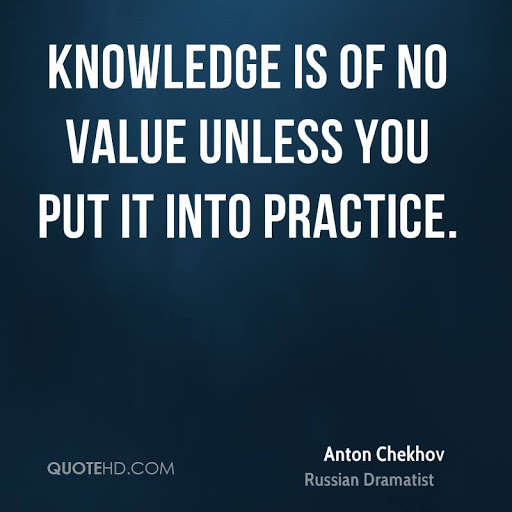 KNOWLEDGE IS OF NO
VALUE UNLESS YOU
PUT IT INTO PRACTICE.
Anton Chekhov
QUOTEHD.COM
Russian Dramatist